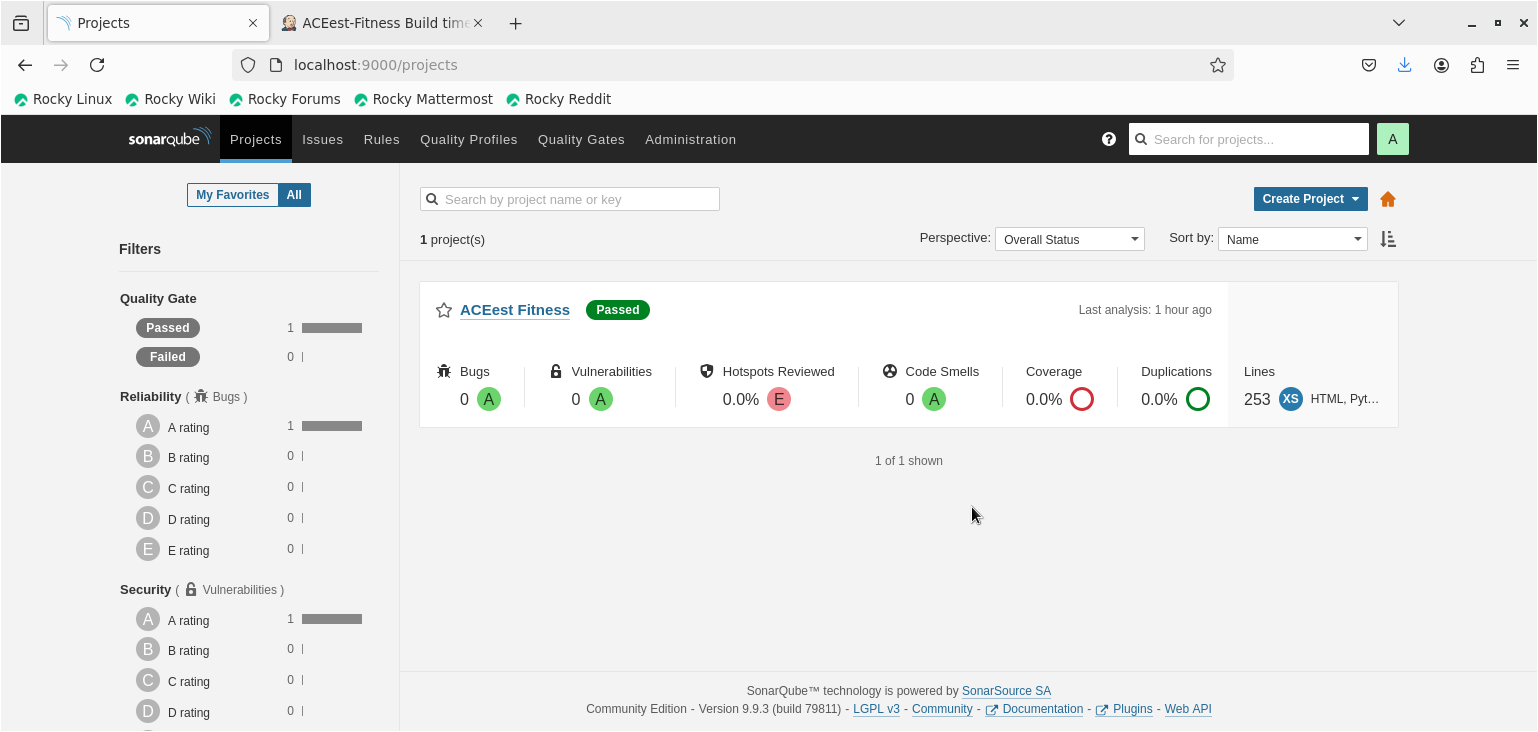 Projects
ACEest-Fitness Build time
localhost:9000/projects
Rocky Linux Rocky Wiki Rocky Forums Rocky Mattermost Rocky Reddit
sonarqube Projects Issues Rules Quality Profiles Quality Gates Administration ? Search for projects... A
My Favorites All
Search by project name or key
Create Project
1 project(s)
Perspective: Overall Status Sort by: Name
Filters
Quality Gate
Passed 1
Failed 0
Reliability ( Bugs )
A A rating 1
B B rating 0
C C rating 0
D D rating 0
E E rating 0
Security ( Vulnerabilities )
A A rating 1
B B rating 0
C C rating 0
D D rating 0
ACEest Fitness Passed Last analysis: 1 hour ago
Bugs Vulnerabilities Hotspots Reviewed Code Smells Coverage Duplications Lines
0 A 0 A 0.0% E 0 A 0.0% 0.0% 253 XS HTML, Pyt...
1 of 1 shown
SonarQube™ technology is powered by SonarSource SA
Community Edition - Version 9.9.3 (build 79811) - LGPL v3 - Community - Documentation - Plugins - Web API